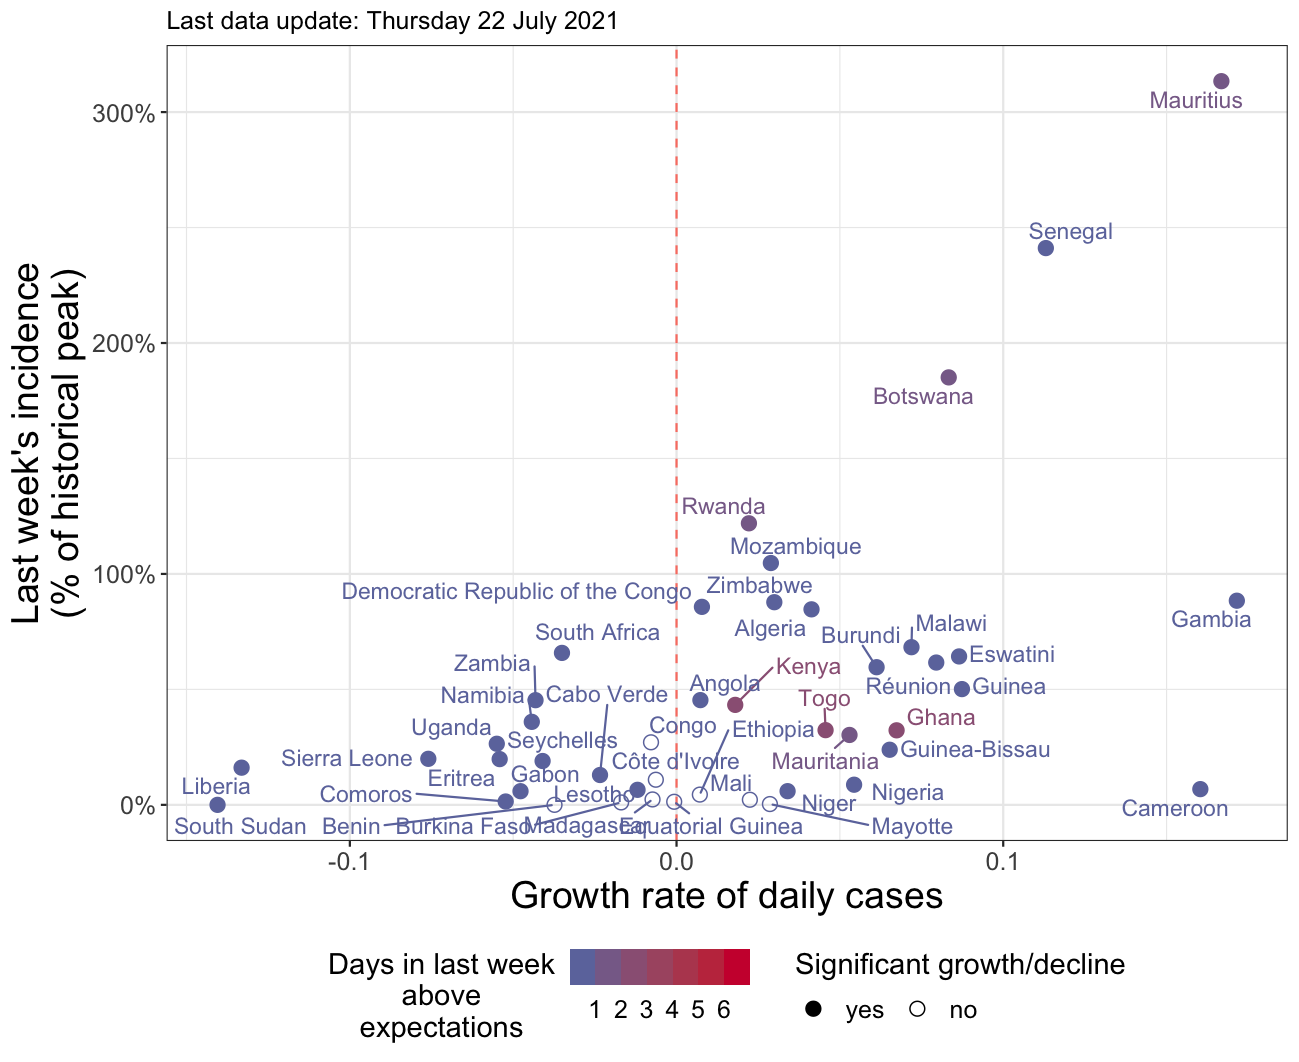 Last data update: Thursday 22 July 2021
Last week's incidence
(% of historical peak)
300%
200%
100%
0%
Mauritius
Senegal
Botswana
Rwanda
Mozambique
Democratic Republic of the Congo
Zimbabwe
Algeria
Gambia
South Africa
Burundi
Malawi
Zambia
Kenya
Eswatini
Namibia
Cabo Verde
Angola
Réunion
Guinea
Togo
Uganda
Congo
Ethiopia
Ghana
Seychelles
Sierra Leone
Côte d'Ivoire
Mauritania
Guinea-Bissau
Liberia
Eritrea
Gabon
Mali
Comoros
Lesotho
Niger
Nigeria
Cameroon
South Sudan
Benin
Burkina Faso
Madagascar
Equatorial Guinea
Mayotte
-0.1
0.0
0.1
Growth rate of daily cases
Days in last week
above
expectations
1 2 3 4 5 6
Significant growth/decline
yes
no